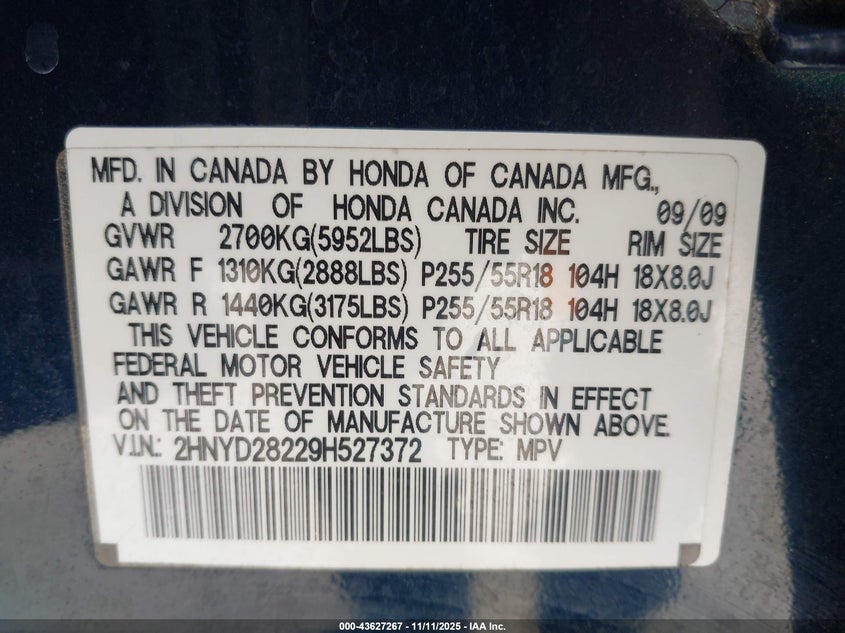 MFD. IN CANADA BY HONDA OF CANADA MFG.,
A DIVISION OF HONDA CANADA INC. 09/09
GVWR 2700KG(5952LBS) TIRE SIZE RIM SIZE
GAWR F 1310KG(2888LBS) P255/55R18 104H 18X8.0J
GAWR R 1440KG(3175LBS) P255/55R18 104H 18X8.0J
THIS VEHICLE CONFORMS TO ALL APPLICABLE
FEDERAL MOTOR VEHICLE SAFETY
AND THEFT PREVENTION STANDARDS IN EFFECT
ON THE DATE OF MANUFACTURE SHOWN ABOVE.
V.I.N.: 2HNYD28229H527372 TYPE: MPV
000-43627267 - 11/11/2025 - IAA Inc.